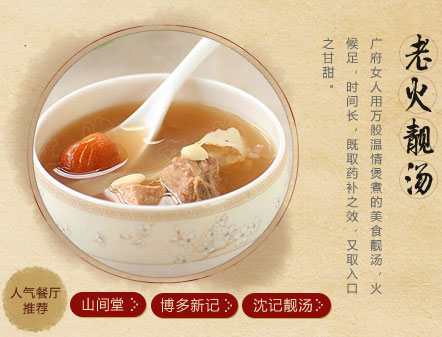 老火靓汤
广府女人用万般温情煲煮的美食靓汤，火
候足，时间长，既取药补之效，又取入口
之甘甜。
人气餐厅
推荐
山间堂
博多新记
沈记靓汤